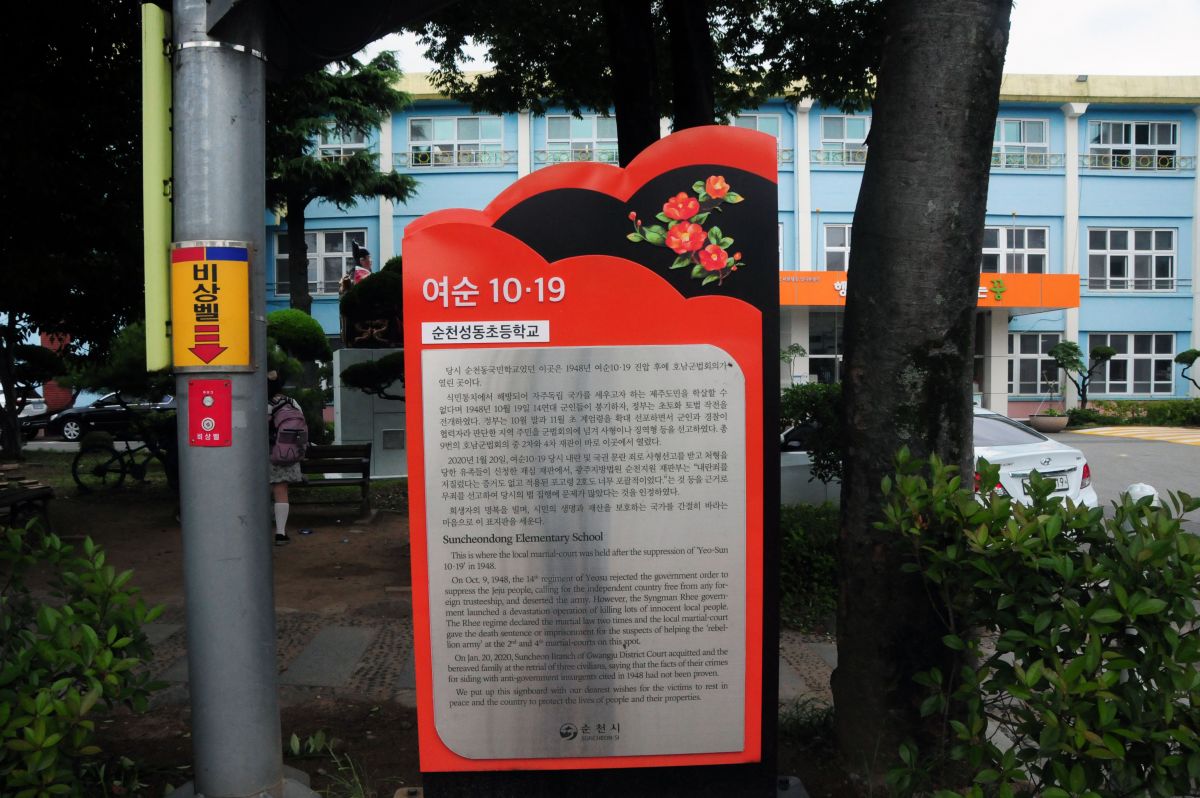 비상벨
비상벨
여순 10·19
순천성동초등학교
당시 순천동국민학교였던 이곳은 1948년 여순10·19 진압 후에 호남군법회의가
열린 곳이다.
식민통치에서 해방되어 자주독립 국가를 세우고자 하는 제주도민을 학살할 수
없다며 1948년 10월 19일 14연대 군인들이 봉기하자, 정부는 초토화 토벌 작전을
전개하였다. 정부는 10월 말과 11월 초 계엄령을 확대 선포하면서 군인과 경찰이
협력자라 판단한 지역 주민을 군법회의에 넘겨 사형이나 징역형 등을 선고하였다. 총
9번의 호남군법회의 중 2차와 4차 재판이 바로 이곳에서 열렸다.
2020년 1월 20일, 여순10·19 당시 내란 및 국권 문란 죄로 사형선고를 받고 처형을
당한 유족들이 신청한 재심 재판에서, 광주지방법원 순천지원 재판부는 “내란죄를
저질렀다는 증거도 없고 적용된 포고령 2호도 너무 포괄적이었다.”는 것 등을 근거로
무죄를 선고하여 당시의 법 집행에 문제가 많았다는 것을 인정하였다.
희생자의 명복을 빌며, 시민의 생명과 재산을 보호하는 국가를 간절히 바라는
마음으로 이 표지판을 세운다.
Suncheondong Elementary School
This is where the local martial-court was held after the suppression of 'Yeo-Sun
10·19' in 1948.
On Oct. 9, 1948, the 14th regiment of Yeosu rejected the government order to
suppress the Jeju people, calling for the independent country free from any for-
eign trusteeship, and deserted the army. However, the Syngman Rhee govern-
ment launched a devastation operation of killing lots of innocent local people.
The Rhee regime declared the martial law two times and the local martial-court
gave the death sentence or imprisonment for the suspects of helping the 'rebel-
lion army' at the 2nd and 4th martial-courts on this spot.
On Jan. 20, 2020, Suncheon Branch of Gwangju District Court acquitted and the
bereaved family at the retrial of three civilians, saying that the facts of their crimes
for siding with anti-government insurgents cited in 1948 had not been proven.
We put up this signboard with our dearest wishes for the victims to rest in
peace and the country to protect the lives of people and their properties.
순천시
SUNCHEON-SI
꿈